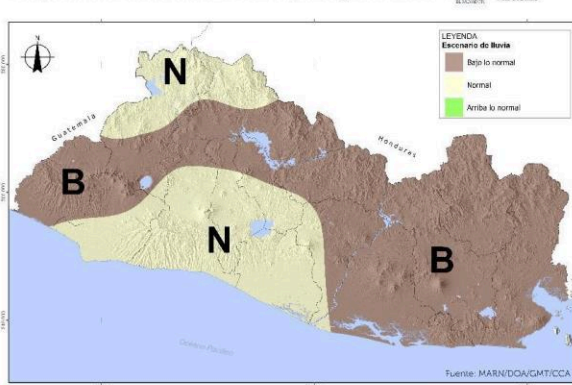 LEYENDA
Escenario de lluvia
Bajo lo normal
Normal
Arriba lo normal
N
Guatemala
Honduras
B
N
B
Océano Pacífico
Fuente: MARN/DOA/GMT/CCA